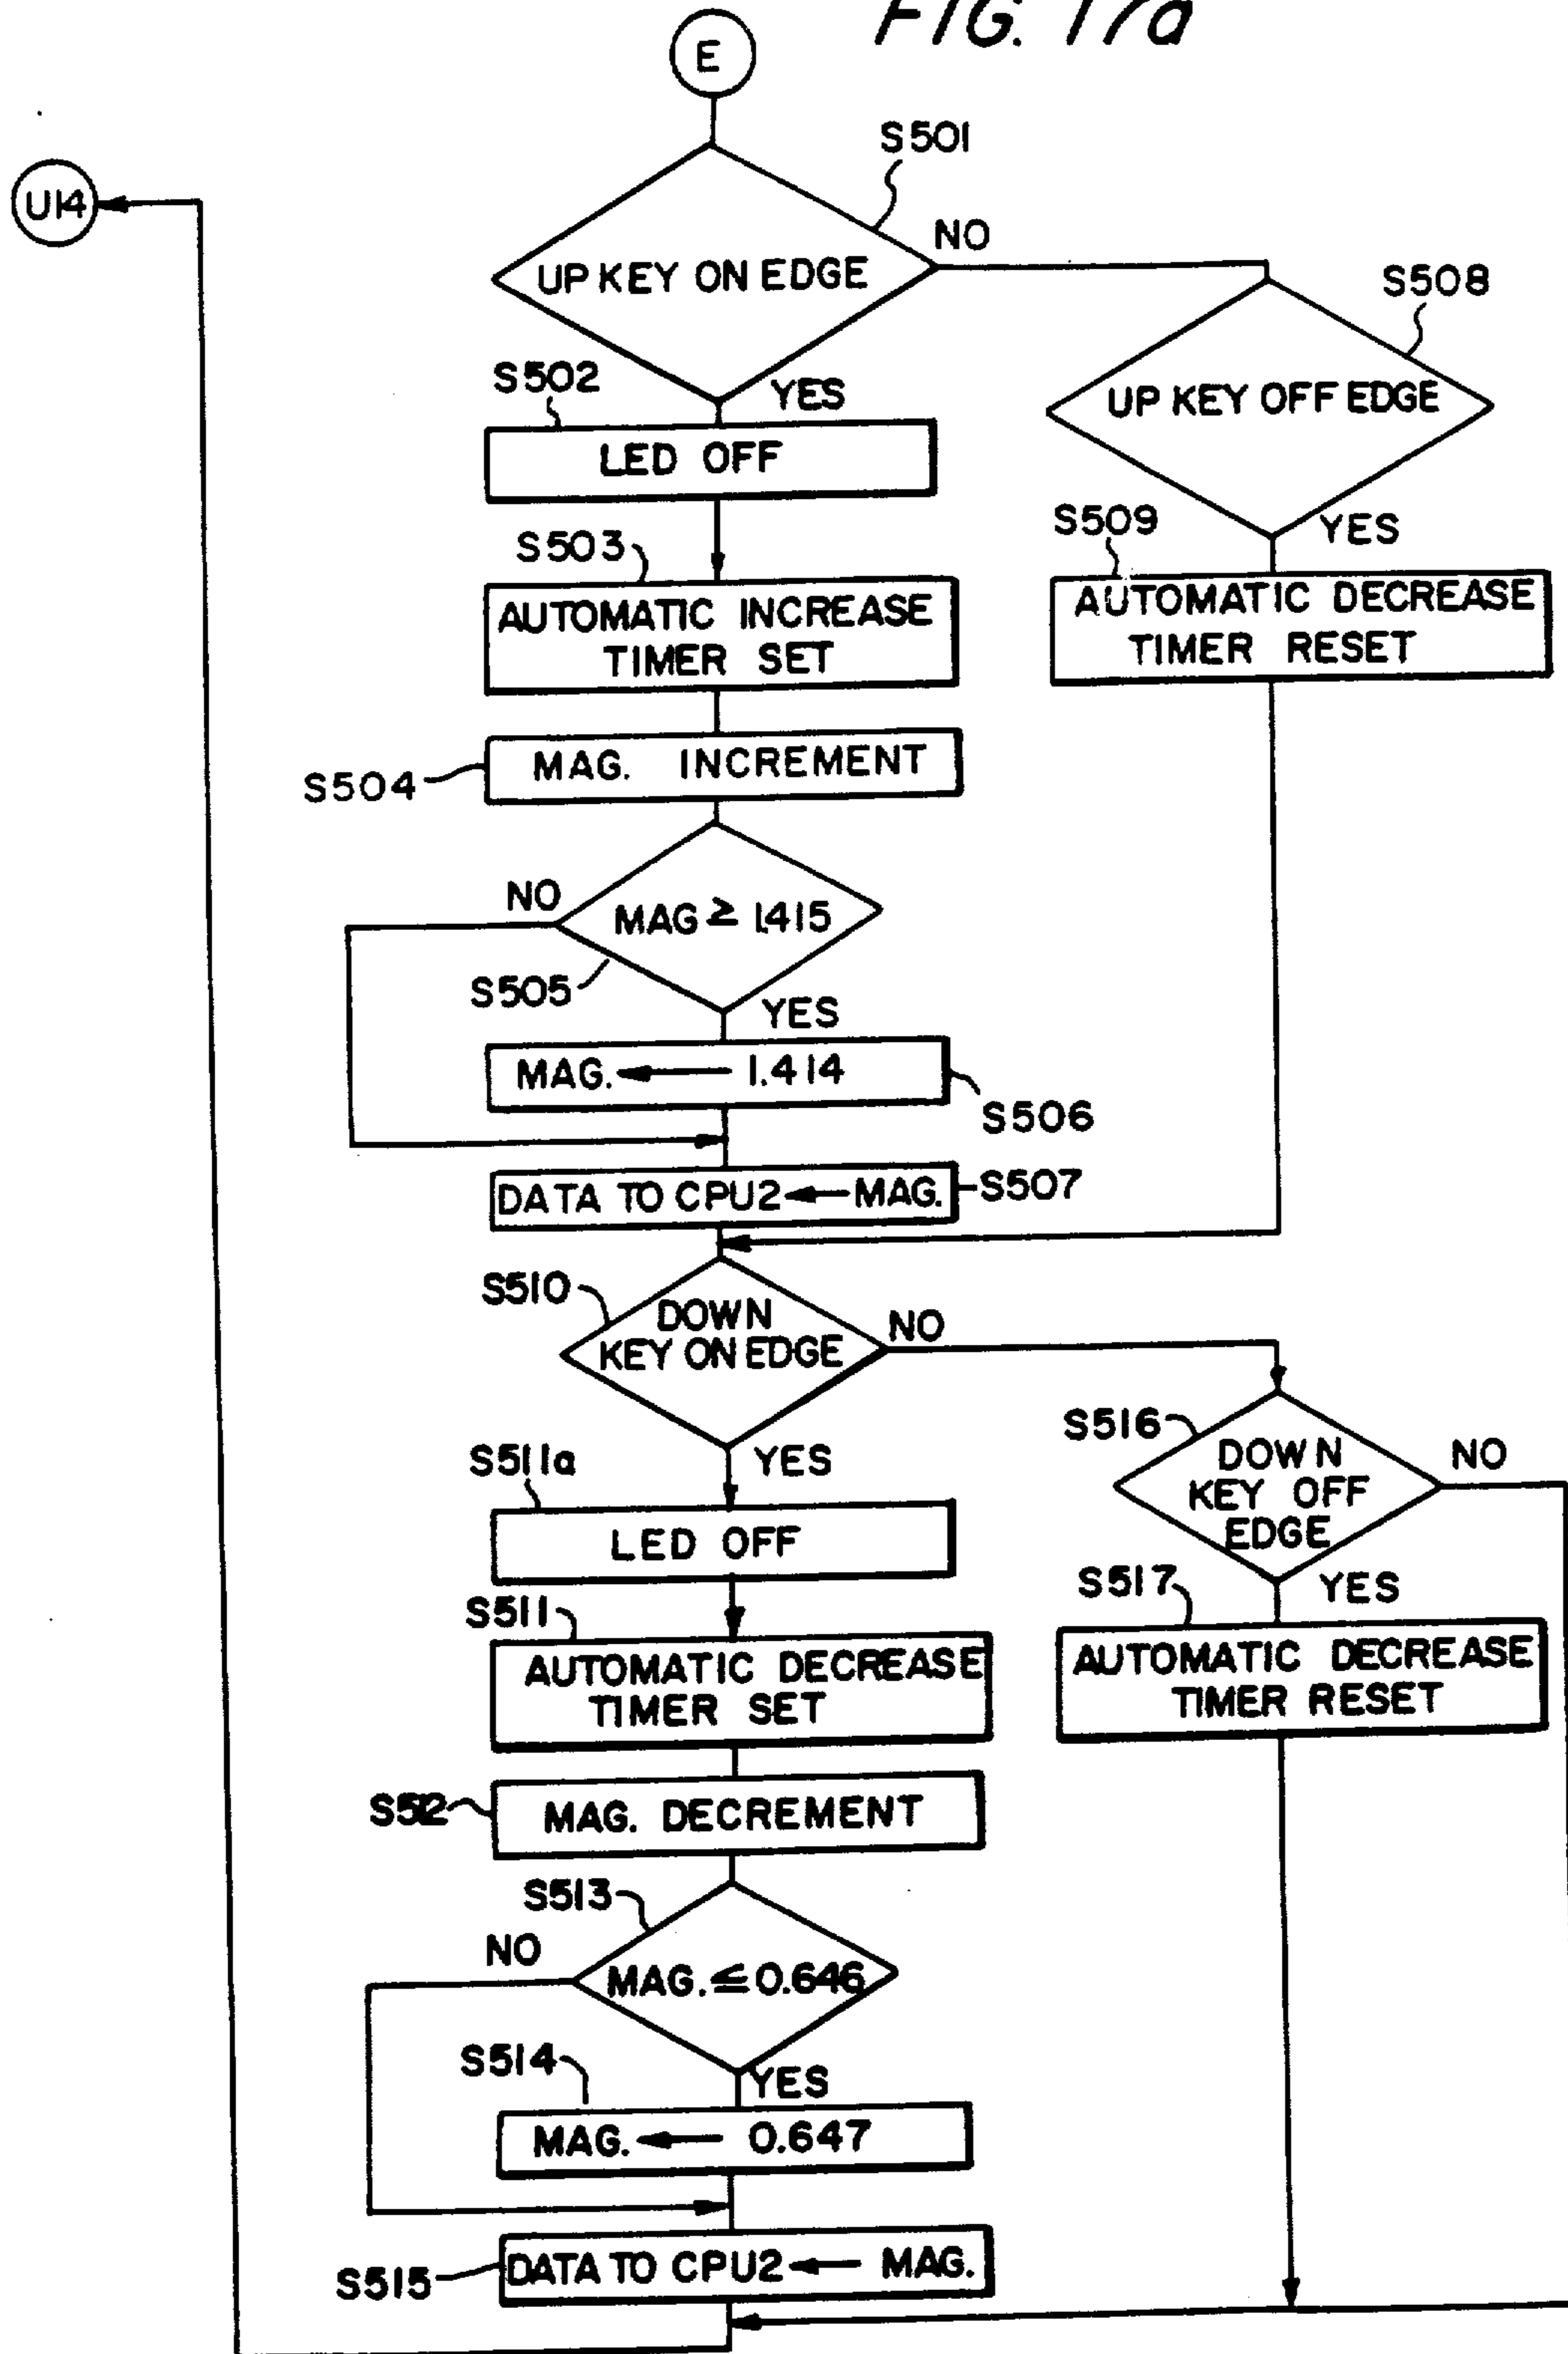 FIG. 17a
E
U14
S501
UP KEY ON EDGE
NO
YES
S508
UP KEY OFF EDGE
YES
S502
LED OFF
S509
AUTOMATIC DECREASE
TIMER RESET
S503
AUTOMATIC INCREASE
TIMER SET
S504
MAG. INCREMENT
NO
MAG ≥ 1.415
S505
YES
MAG. ← 1.414
S506
DATA TO CPU2 ← MAG.
S507
S510
DOWN
KEY ON EDGE
NO
YES
S516
DOWN
KEY OFF
EDGE
NO
YES
S511a
LED OFF
S517
AUTOMATIC DECREASE
TIMER RESET
S511
AUTOMATIC DECREASE
TIMER SET
S512
MAG. DECREMENT
S513
NO
MAG. ≦ 0.646
YES
S514
MAG. ← 0.647
S515
DATA TO CPU2 ← MAG.